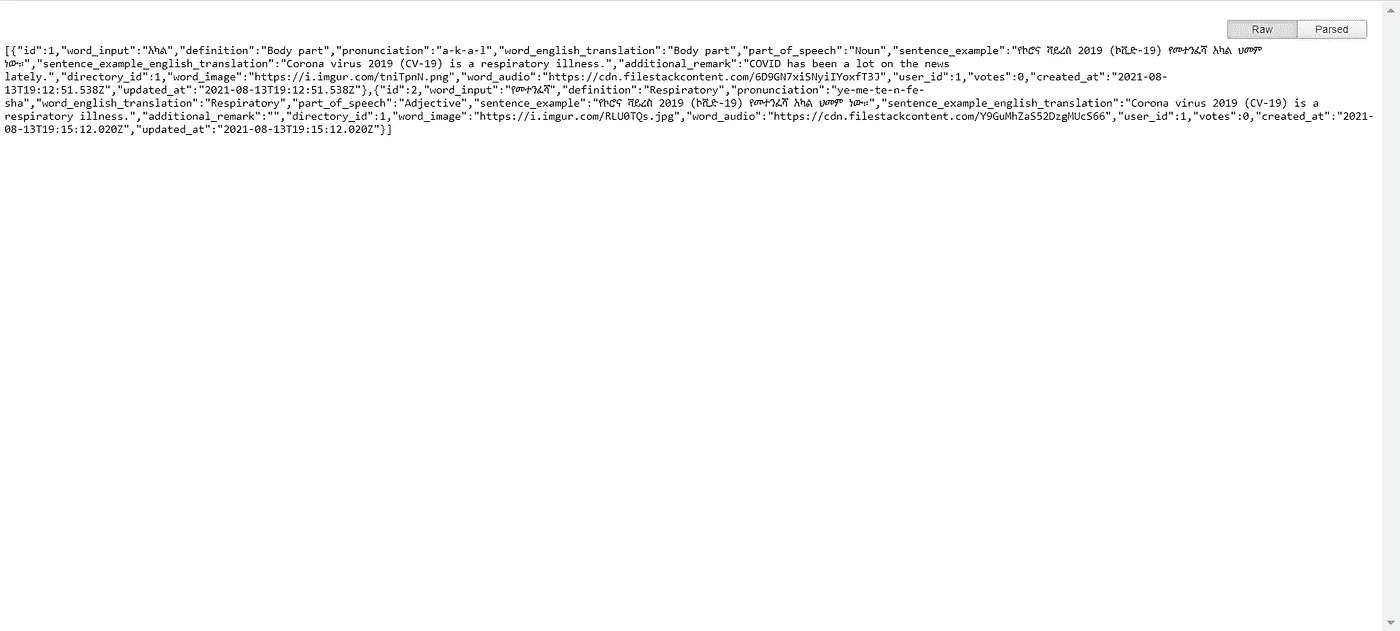 Raw Parsed
[{"id":1,"word_input":"አካል","definition":"Body part","pronunciation":"a-k-a-l","word_english_translation":"Body part","part_of_speech":"Noun","sentence_example":"የኮሮና ቫይረስ 2019 (ኮቪድ-19) የመተንፈሻ አካል ህመም
ነው።","sentence_example_english_translation":"Corona virus 2019 (CV-19) is a respiratory illness.","additional_remark":"COVID has been a lot on the news
lately.","directory_id":1,"word_image":"https://i.imgur.com/tniTpnN.png","word_audio":"https://cdn.filestackcontent.com/6D9GN7xiSNyiIYoxfT3J","user_id":1,"votes":0,"created_at":"2021-08-
13T19:12:51.538Z","updated_at":"2021-08-13T19:12:51.538Z"},{"id":2,"word_input":"የመተንፈሻ","definition":"Respiratory","pronunciation":"ye-me-te-n-fe-
sha","word_english_translation":"Respiratory","part_of_speech":"Adjective","sentence_example":"የኮሮና ቫይረስ 2019 (ኮቪድ-19) የመተንፈሻ አካል ህመም ነው።","sentence_example_english_translation":"Corona virus 2019 (CV-19) is a
respiratory illness.","additional_remark":"","directory_id":1,"word_image":"https://i.imgur.com/RLU0TQs.jpg","word_audio":"https://cdn.filestackcontent.com/Y9GuMhZaS52DzgMUcS66","user_id":1,"votes":0,"created_at":"2021-
08-13T19:15:12.020Z","updated_at":"2021-08-13T19:15:12.020Z"}]